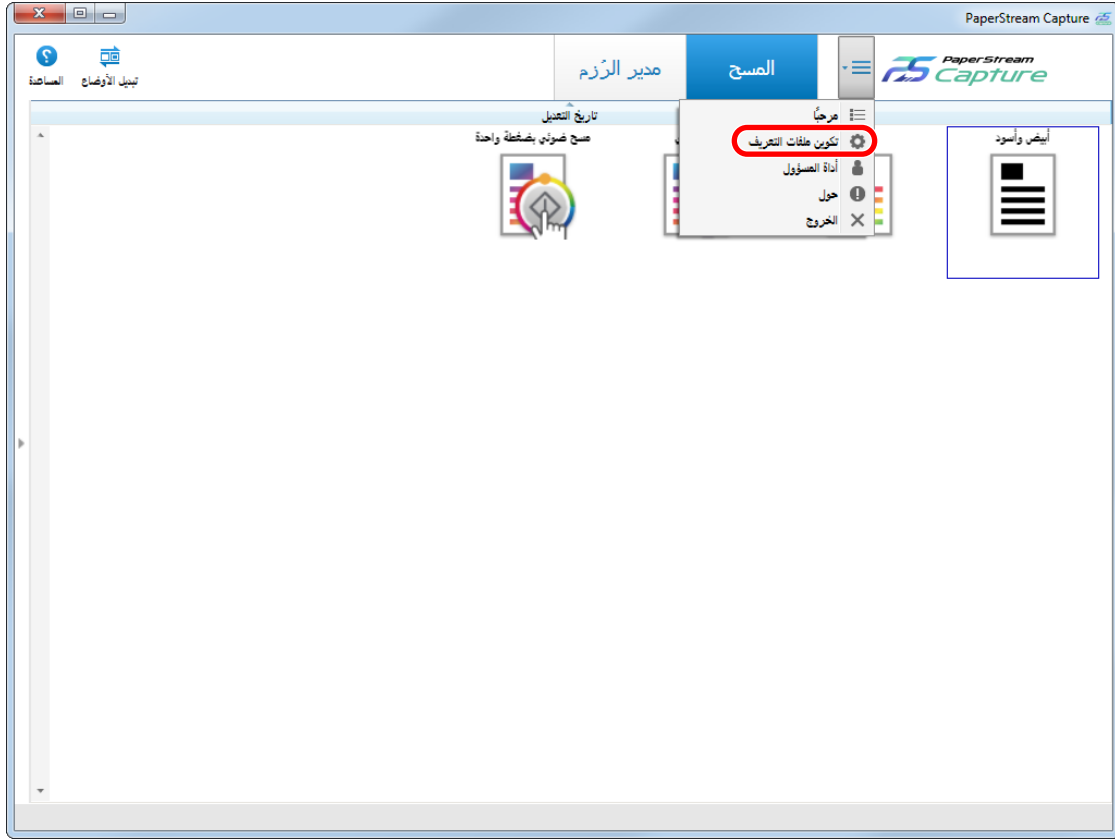 PaperStream Capture
PaperStream
Capture
المسح
مدير الرُزم
تبديل الأوضاع
المساعدة
تاريخ التعديل
مرحبًا
تكوين ملفات التعريف
أداة المسؤول
حول
الخروج
أبيض وأسود
مسح ضوئي بضغطة واحدة